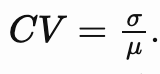 CV = σ/μ.